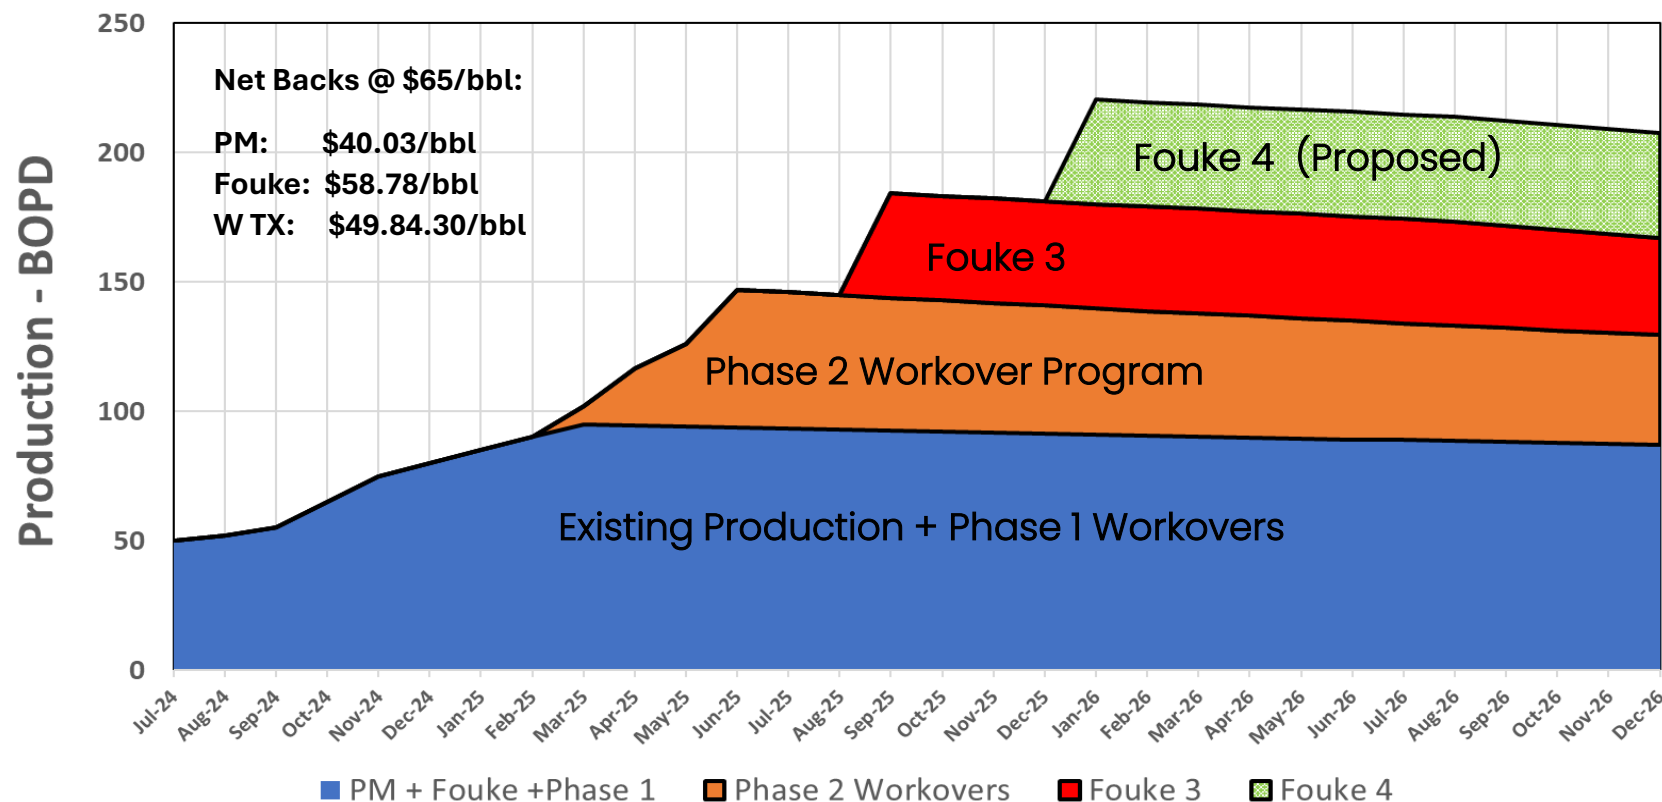 250
200
150
100
50
0
Production - BOPD
Net Backs @ $65/bbl:
PM: $40.03/bbl
Fouke: $58.78/bbl
W TX: $49.84.30/bbl
Fouke 4 (Proposed)
Fouke 3
Phase 2 Workover Program
Existing Production + Phase 1 Workovers
Jul-24
Aug-24
Sep-24
Oct-24
Nov-24
Dec-24
Jan-25
Feb-25
Mar-25
Apr-25
May-25
Jun-25
Jul-25
Aug-25
Sep-25
Oct-25
Nov-25
Dec-25
Jan-26
Feb-26
Mar-26
Apr-26
May-26
Jun-26
Jul-26
Aug-26
Sep-26
Oct-26
Nov-26
Dec-26
PM + Fouke +Phase 1
Phase 2 Workovers
Fouke 3
Fouke 4